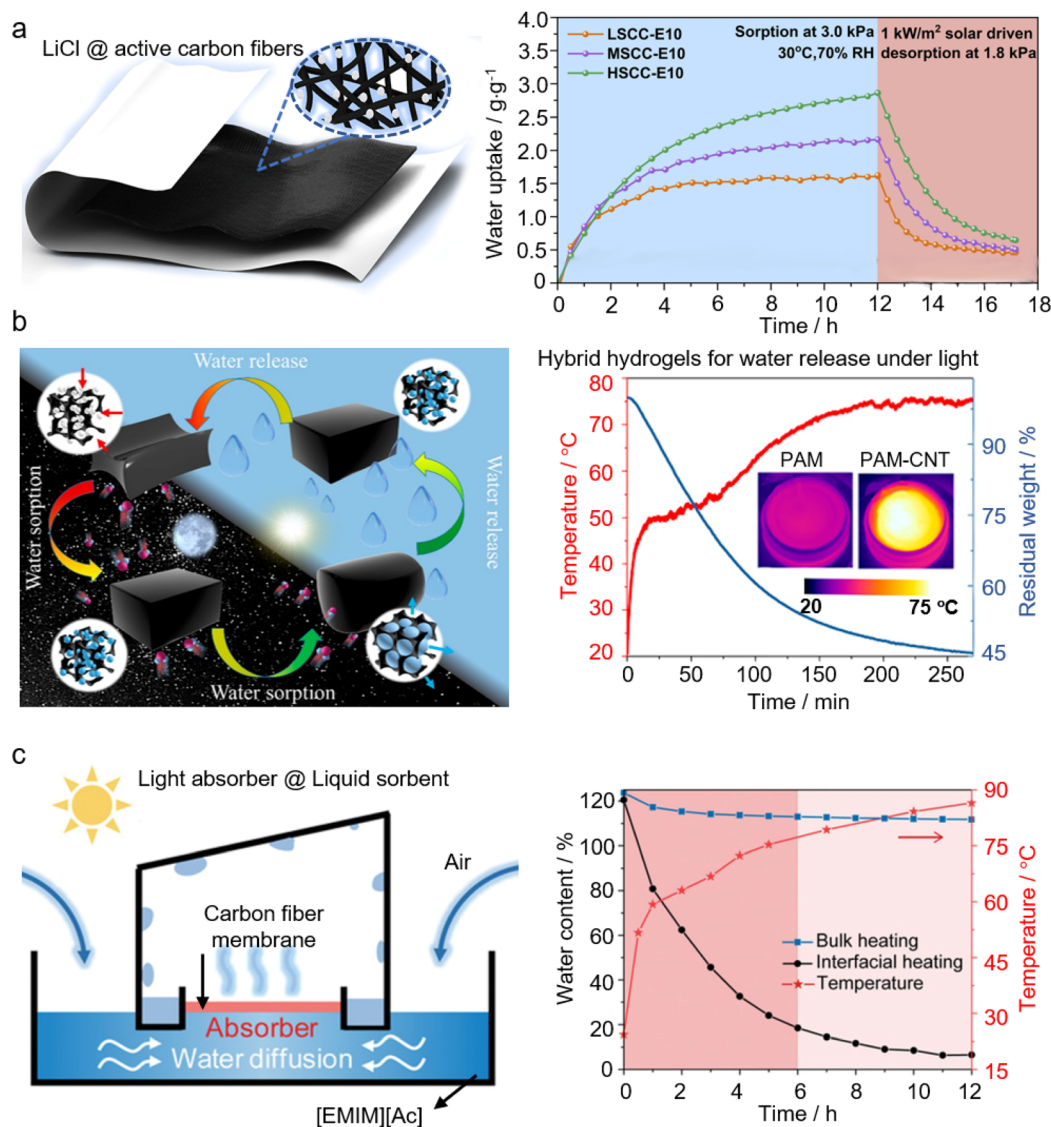 a
LiCl @ active carbon fibers
LSCC-E10
MSCC-E10
HSCC-E10
Sorption at 3.0 kPa
30°C,70% RH
1 kW/m² solar driven
desorption at 1.8 kPa
Water uptake / g·g⁻¹
4.0
3.5
3.0
2.5
2.0
1.5
1.0
0.5
0
0 2 4 6 8 10 12 14 16 18
Time / h
b
Water release
Water sorption
Water release
Water sorption
Hybrid hydrogels for water release under light
Temperature / °C
80
70
60
50
40
30
20
PAM
PAM-CNT
20
75 °C
90
75
60
45
Residual weight / %
0 50 100 150 200 250
Time / min
c
Light absorber @ Liquid sorbent
Air
Carbon fiber
membrane
Absorber
Water diffusion
[EMIM][Ac]
Water content / %
120
100
80
60
40
20
0
Bulk heating
Interfacial heating
Temperature
90
75
60
45
30
15
Temperature / °C
0 2 4 6 8 10 12
Time / h